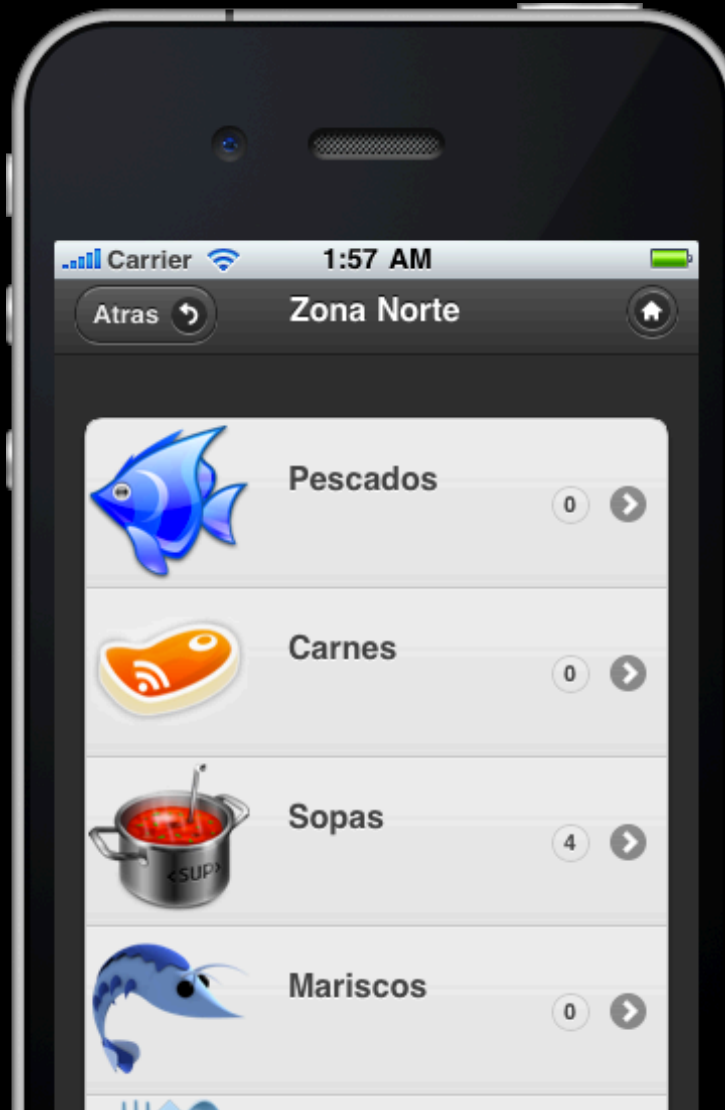 Carrier 1:57 AM
Atras Zona Norte
Pescados
0
Carnes
0
Sopas
4
<SUP>
Mariscos
0